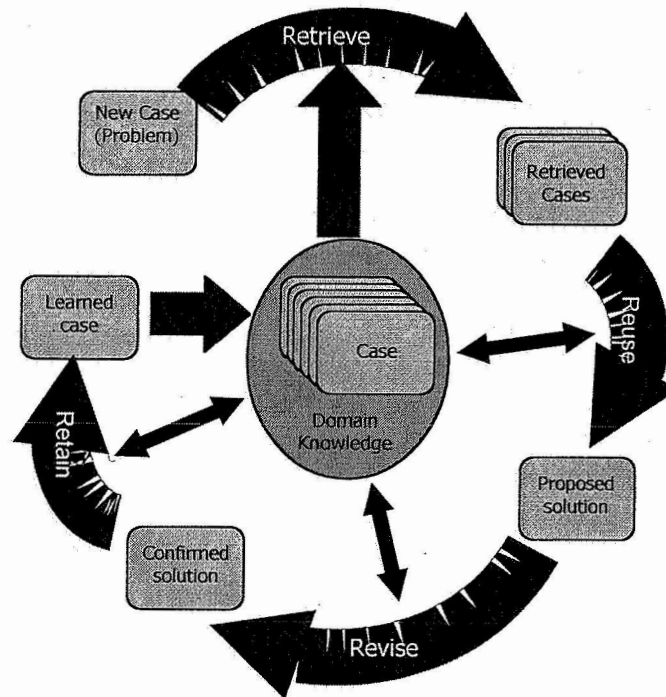 Retrieve
New Case
(Problem)
Retrieved
Cases
Learned
case
Reuse
Case
Domain
Knowledge
Retain
Proposed
solution
Confirmed
solution
Revise